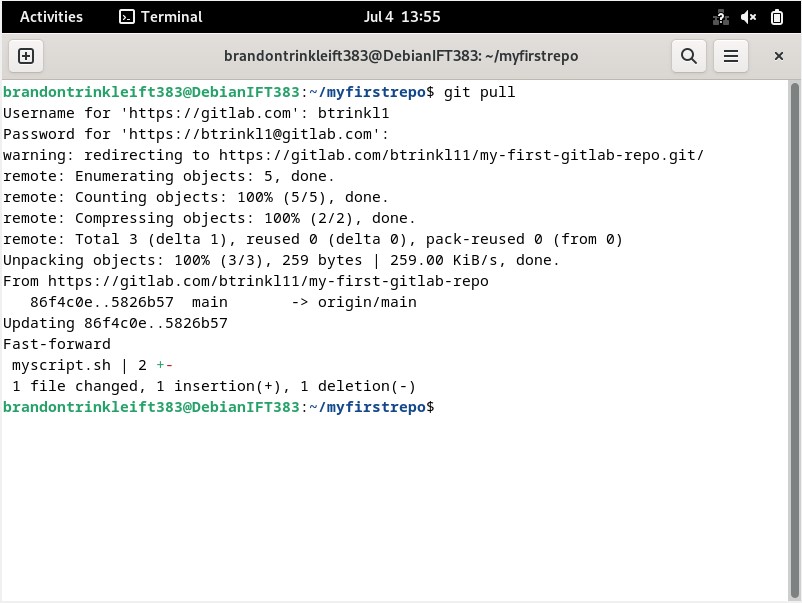 Activities Terminal Jul 4 13:55
brandontrinkleift383@DebianIFT383: ~/myfirstrepo
brandontrinkleift383@DebianIFT383:~/myfirstrepo$ git pull
Username for 'https://gitlab.com': btrinkl1
Password for 'https://btrinkl1@gitlab.com':
warning: redirecting to https://gitlab.com/btrinkl11/my-first-gitlab-repo.git/
remote: Enumerating objects: 5, done.
remote: Counting objects: 100% (5/5), done.
remote: Compressing objects: 100% (2/2), done.
remote: Total 3 (delta 1), reused 0 (delta 0), pack-reused 0 (from 0)
Unpacking objects: 100% (3/3), 259 bytes | 259.00 KiB/s, done.
From https://gitlab.com/btrinkl11/my-first-gitlab-repo
   86f4c0e..5826b57  main       -> origin/main
Updating 86f4c0e..5826b57
Fast-forward
 myscript.sh | 2 +-
 1 file changed, 1 insertion(+), 1 deletion(-)
brandontrinkleift383@DebianIFT383:~/myfirstrepo$